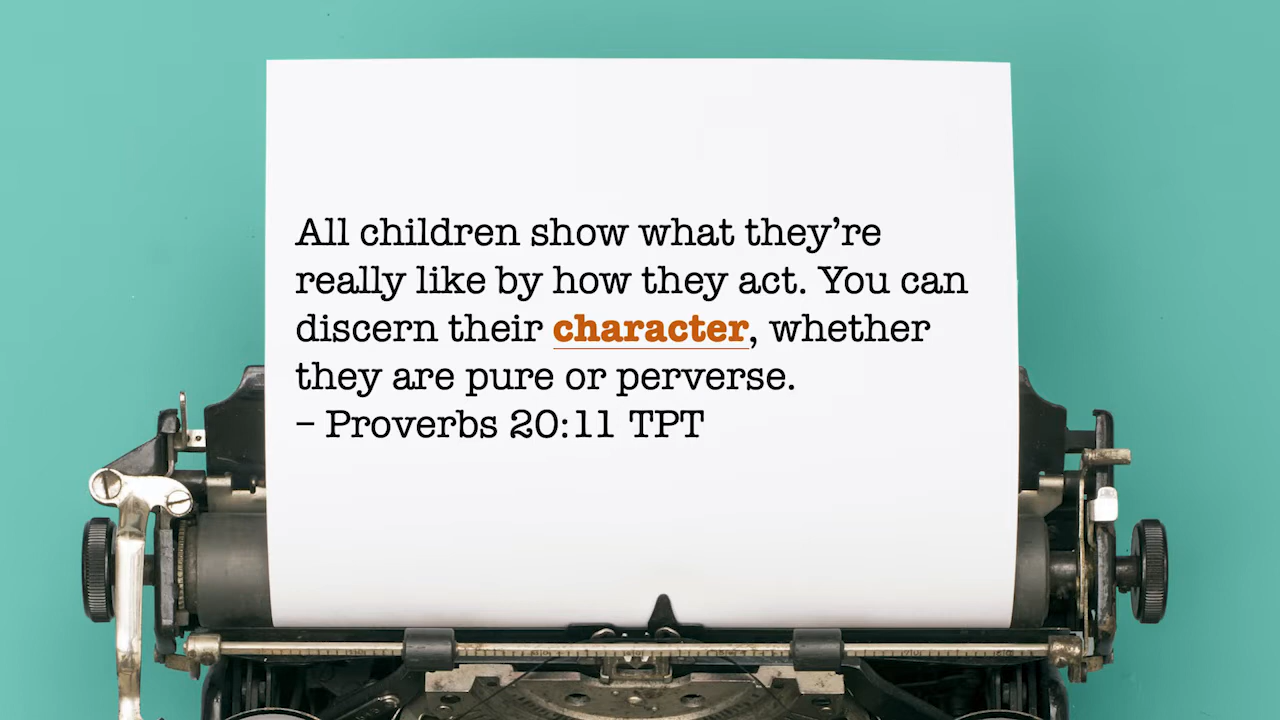 All children show what they’re
really like by how they act. You can
discern their character, whether
they are pure or perverse.
– Proverbs 20:11 TPT